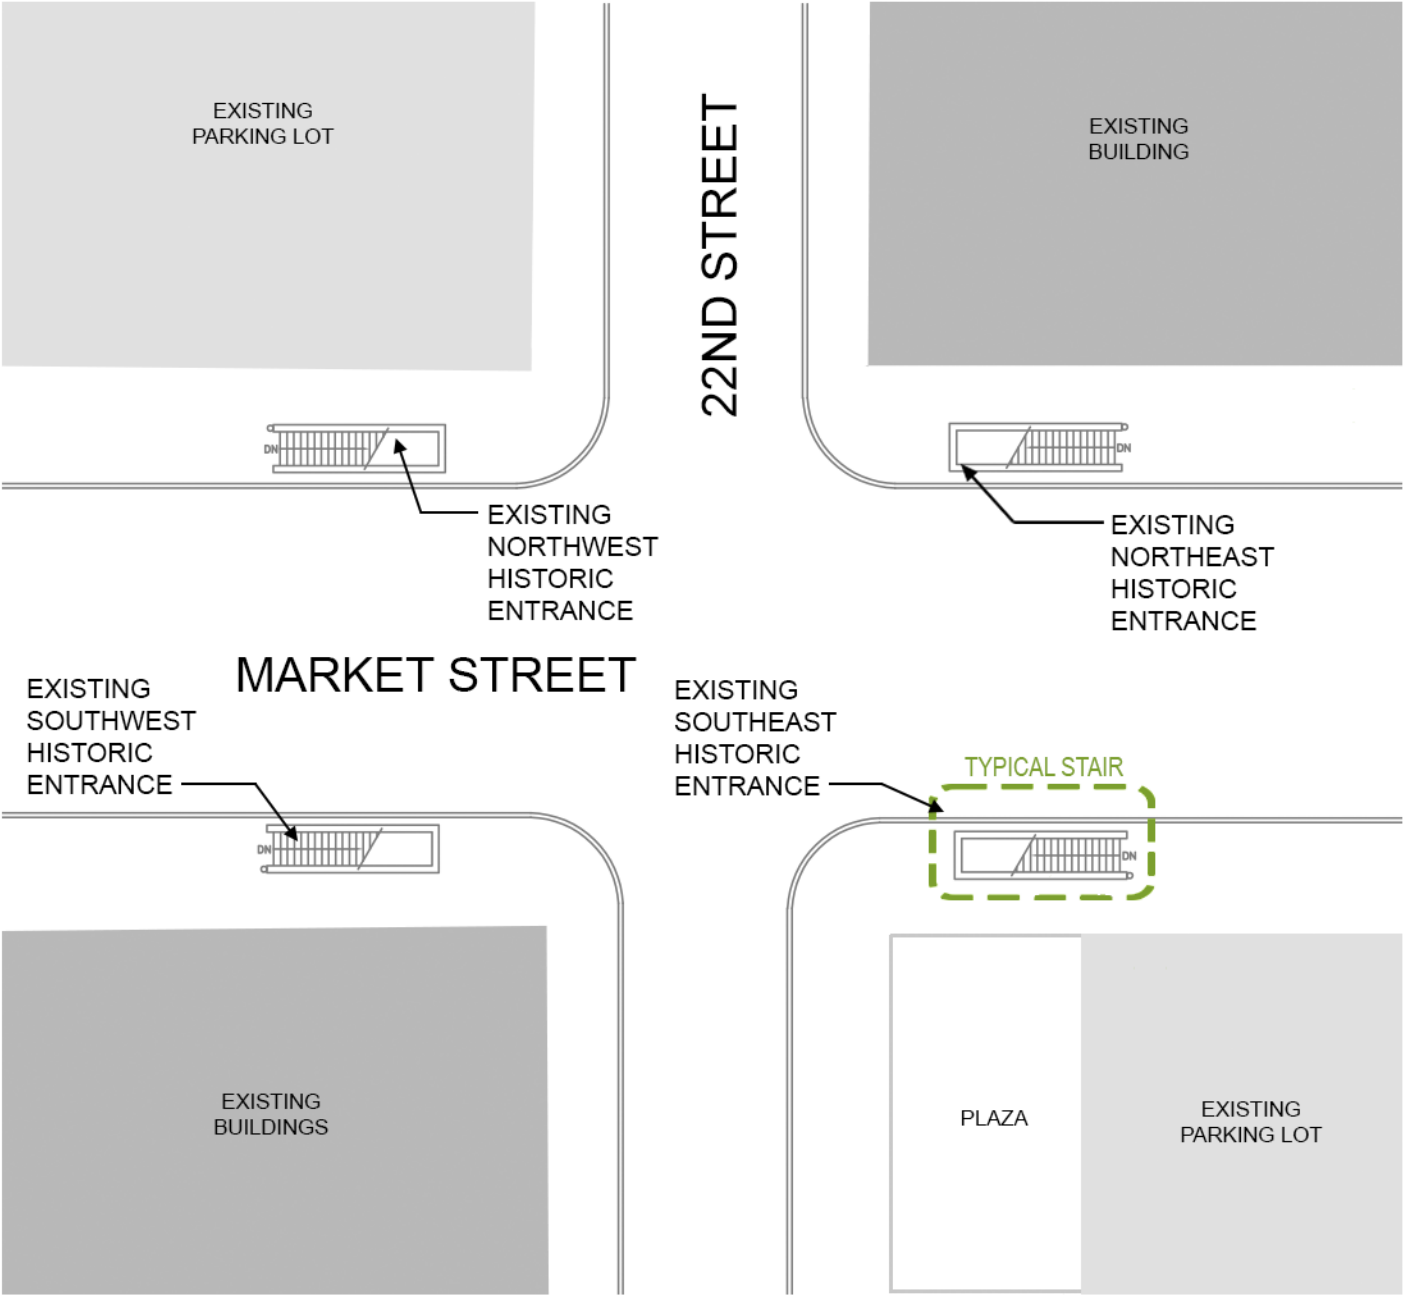 EXISTING
PARKING LOT
EXISTING
BUILDING
22ND STREET
DN
DN
EXISTING
NORTHWEST
HISTORIC
ENTRANCE
EXISTING
NORTHEAST
HISTORIC
ENTRANCE
MARKET STREET
EXISTING
SOUTHWEST
HISTORIC
ENTRANCE
EXISTING
SOUTHEAST
HISTORIC
ENTRANCE
TYPICAL STAIR
DN
DN
EXISTING
BUILDINGS
PLAZA
EXISTING
PARKING LOT